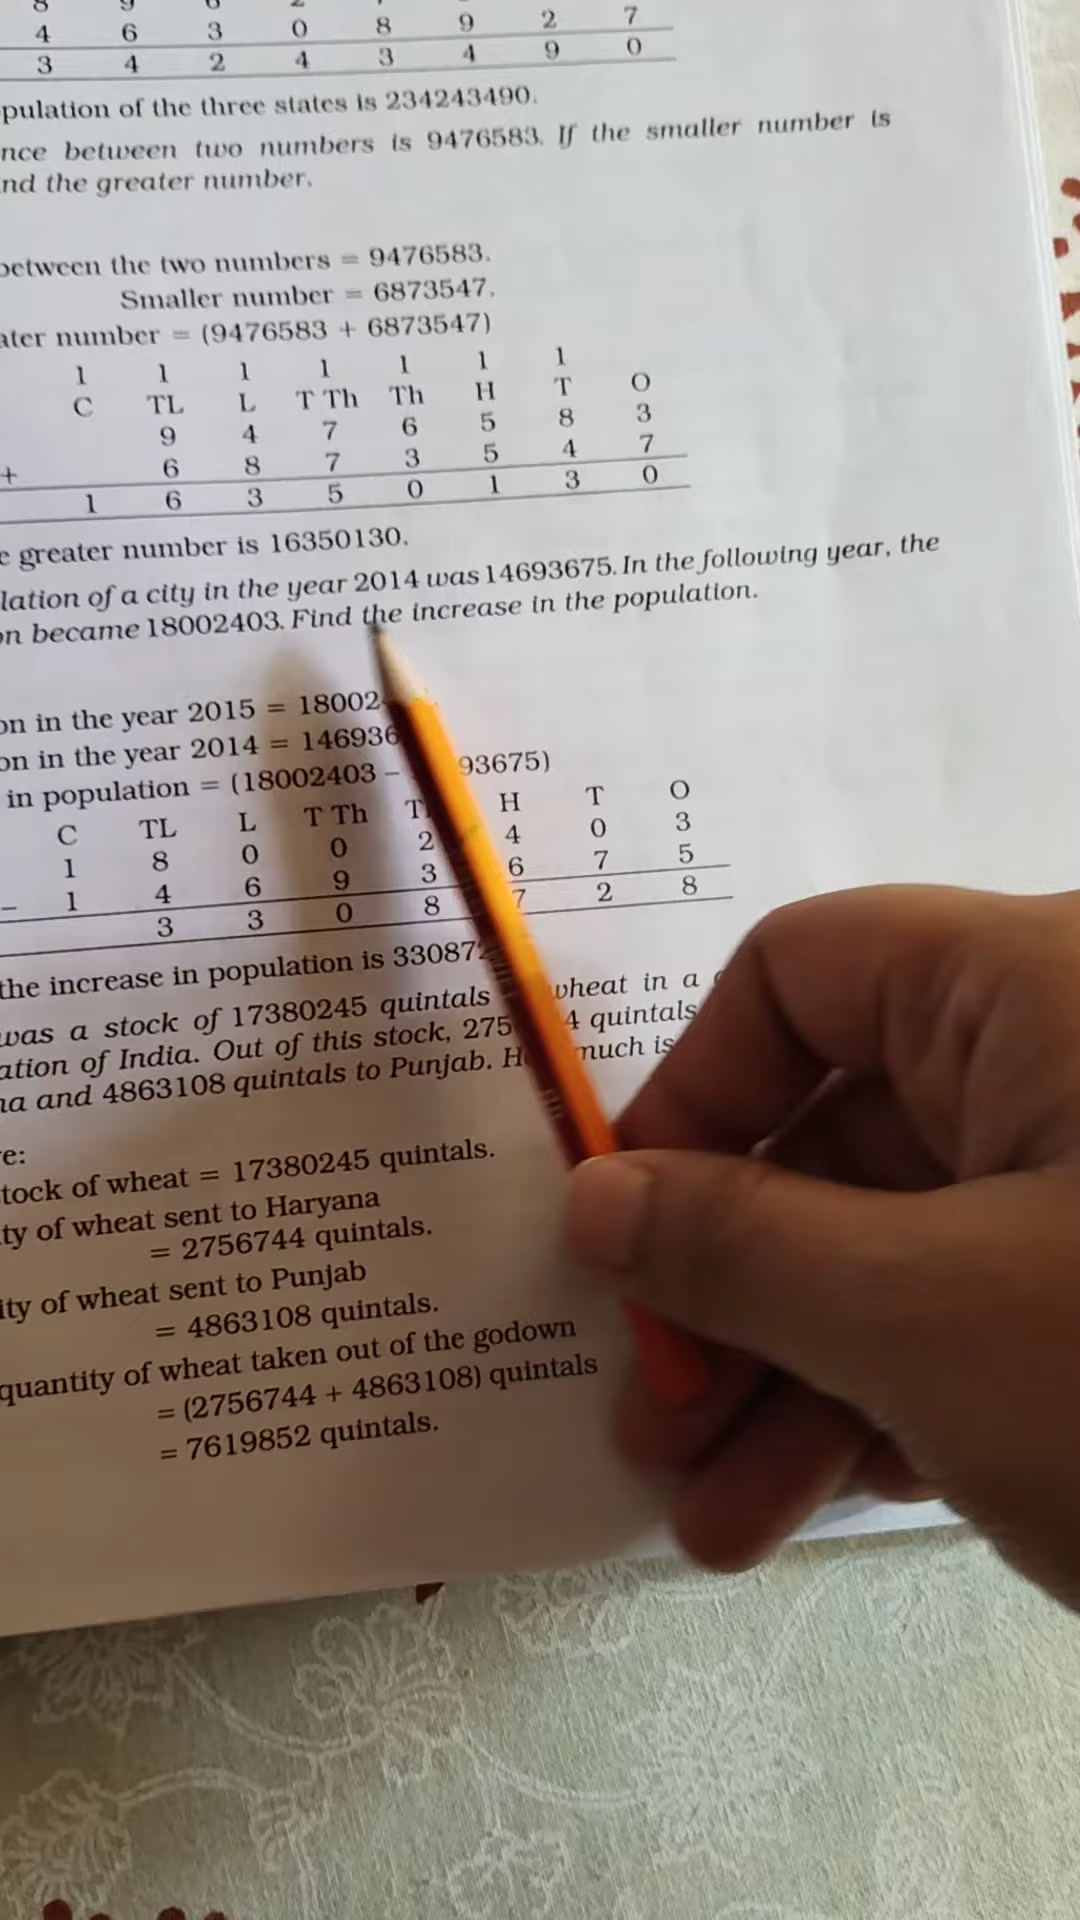 4 6 3 0 8 9 2 7
3 4 2 4 3 4 9 0
pulation of the three states is 234243490.
nce between two numbers is 9476583. If the smaller number is
nd the greater number.
between the two numbers = 9476583.
Smaller number = 6873547.
ater number = (9476583 + 6873547)
1 1 1 1 1 1 1
C TL L T Th Th H T O
9 4 7 6 5 8 3
+ 6 8 7 3 5 4 7
1 6 3 5 0 1 3 0
e greater number is 16350130.
lation of a city in the year 2014 was 14693675. In the following year, the
on became 18002403. Find the increase in the population.
on in the year 2015 = 18002
on in the year 2014 = 146936
in population = (18002403 – 93675)
C TL L T Th T H T O
1 8 0 0 2 4 0 3
– 1 4 6 9 3 6 7 5
3 3 0 8 7 2 8
the increase in population is 33087
was a stock of 17380245 quintals wheat in a
ation of India. Out of this stock, 275 4 quintals
na and 4863108 quintals to Punjab. H much is
e:
tock of wheat = 17380245 quintals.
ty of wheat sent to Haryana
= 2756744 quintals.
ity of wheat sent to Punjab
= 4863108 quintals.
quantity of wheat taken out of the godown
= (2756744 + 4863108) quintals
= 7619852 quintals.